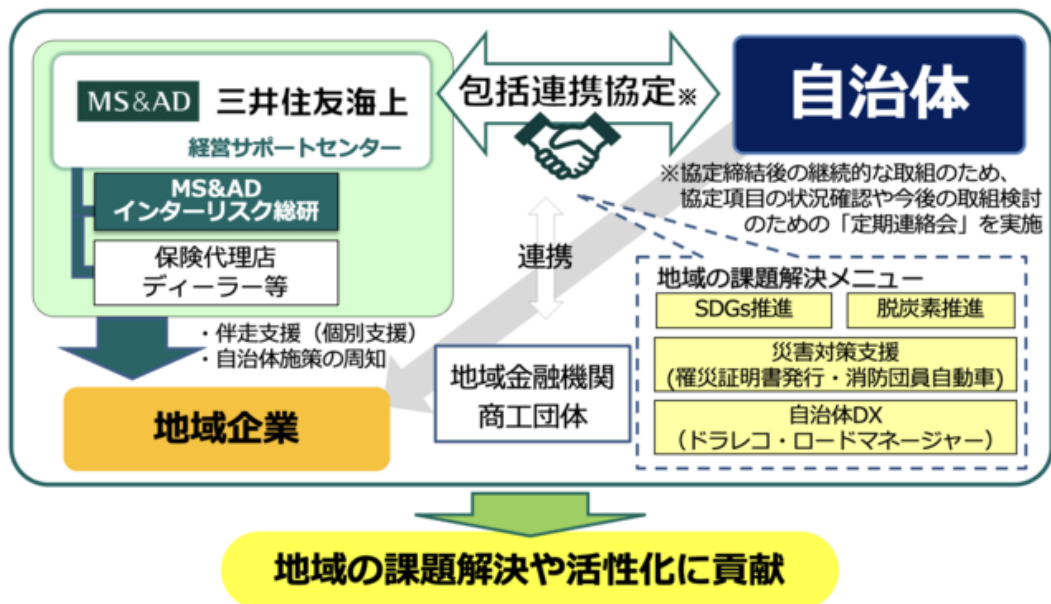 MS&AD 三井住友海上
経営サポートセンター
MS&AD
インターリスク総研
保険代理店
ディーラー等
包括連携協定※
自治体
※協定締結後の継続的な取組のため、
協定項目の状況確認や今後の取組検討
のための「定期連絡会」を実施
連携
・伴走支援（個別支援）
・自治体施策の周知
地域企業
地域金融機関
商工団体
地域の課題解決メニュー
SDGs推進
脱炭素推進
災害対策支援
(罹災証明書発行・消防団員自動車)
自治体DX
（ドラレコ・ロードマネージャー）
地域の課題解決や活性化に貢献